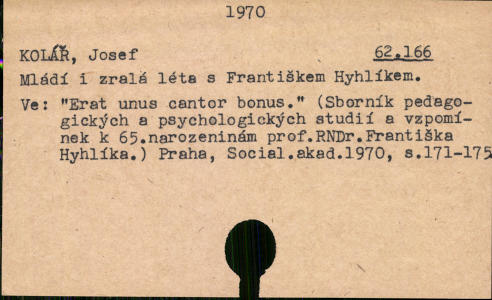 1970
KOLÁŘ, Josef 62.166
Mládí i zralá léta s Františkem Hyhlíkem.
Ve: "Erat unus cantor bonus." (Sborník pedago-
gických a psychologických studií a vzpomí-
nek k 65.narozeninám prof.RNDr.Františka
Hyhlíka.) Praha, Social.akad.1970, s.171-175